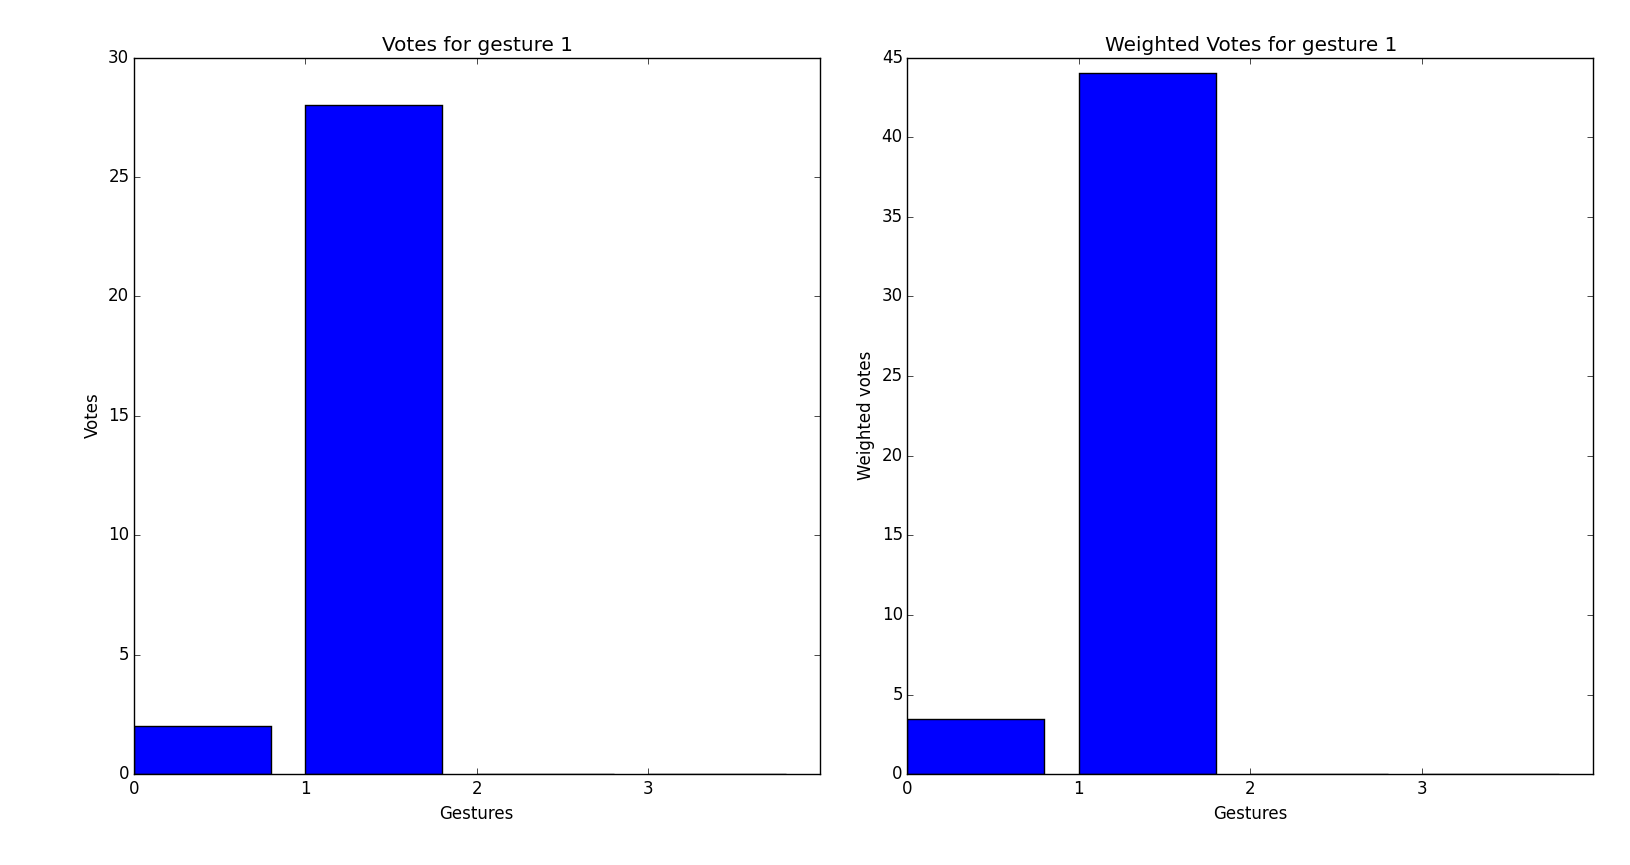 Votes for gesture 1
30
25
20
15
10
5
0
Votes
0 1 2 3
Gestures
Weighted Votes for gesture 1
45
40
35
30
25
20
15
10
5
0
Weighted votes
0 1 2 3
Gestures